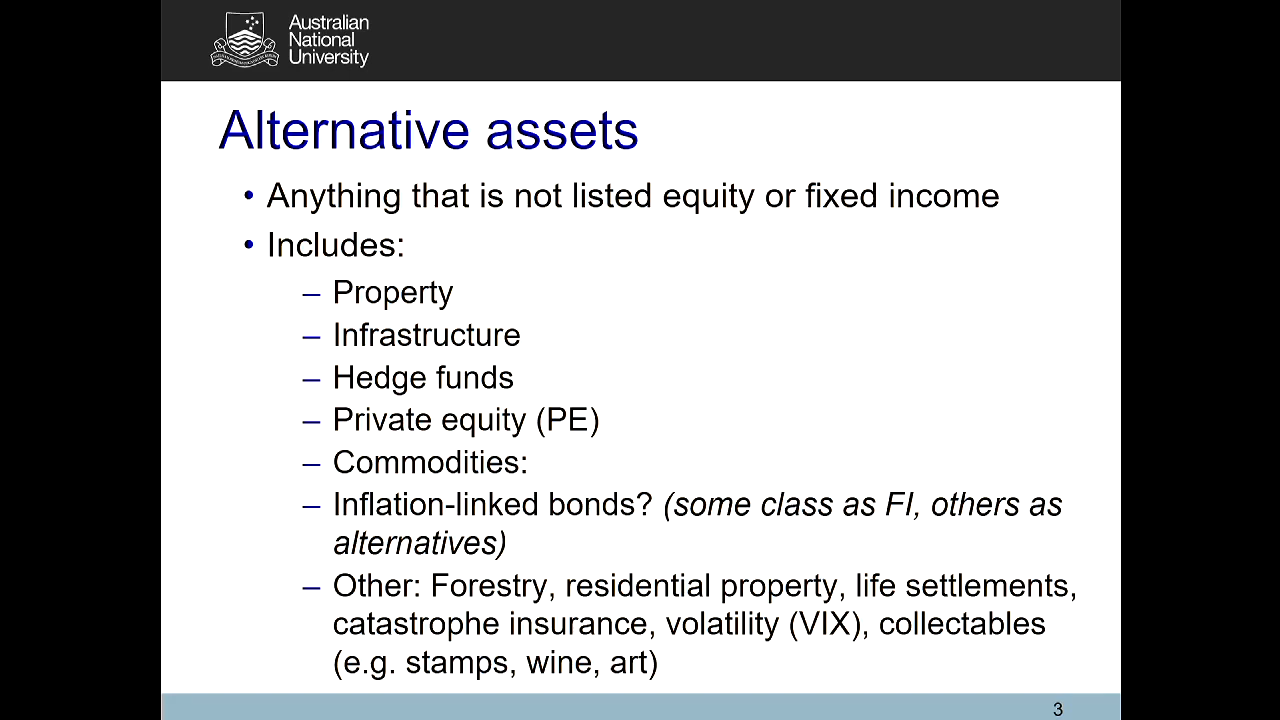 Australian
National
University
Alternative assets
• Anything that is not listed equity or fixed income
• Includes:
– Property
– Infrastructure
– Hedge funds
– Private equity (PE)
– Commodities:
– Inflation-linked bonds? (some class as FI, others as
alternatives)
– Other: Forestry, residential property, life settlements,
catastrophe insurance, volatility (VIX), collectables
(e.g. stamps, wine, art)
3